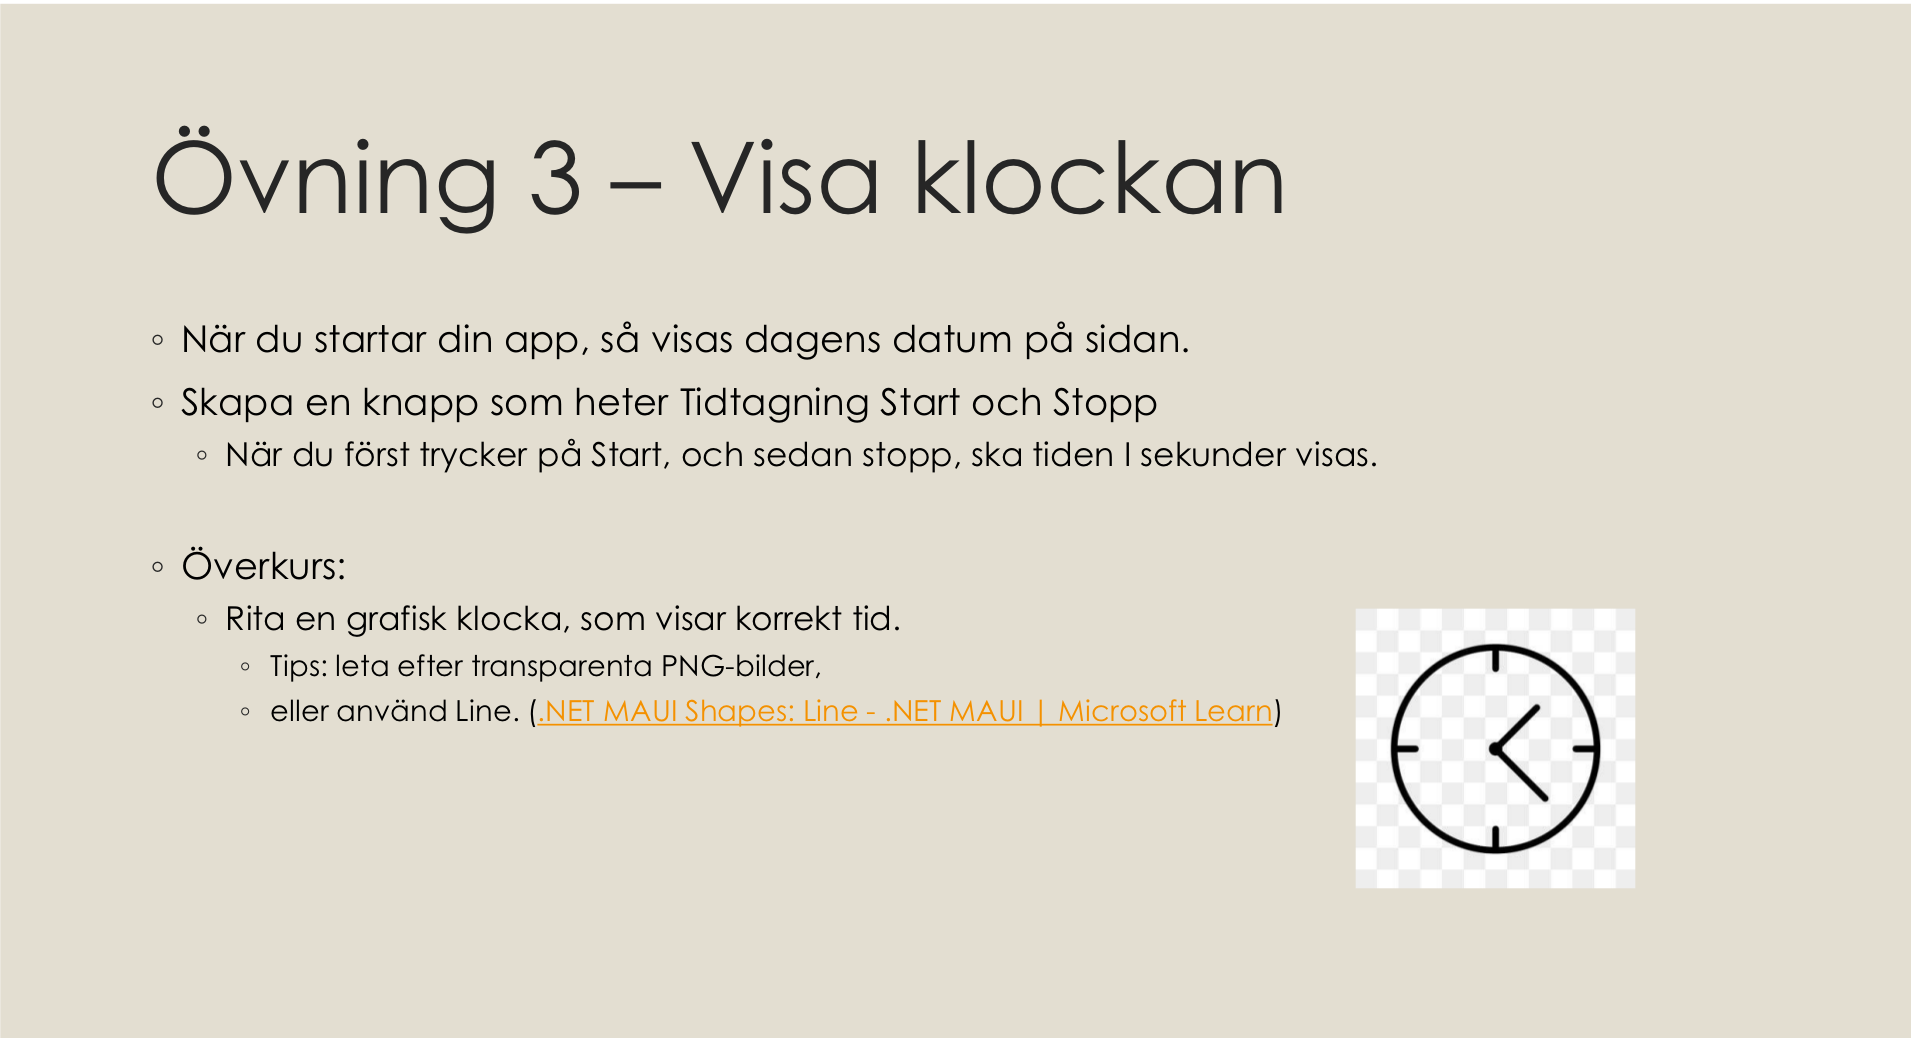 Övning 3 – Visa klockan
◦ När du startar din app, så visas dagens datum på sidan.
◦ Skapa en knapp som heter Tidtagning Start och Stopp
◦ När du först trycker på Start, och sedan stopp, ska tiden I sekunder visas.
◦ Överkurs:
◦ Rita en grafisk klocka, som visar korrekt tid.
◦ Tips: leta efter transparenta PNG-bilder,
◦ eller använd Line. (.NET MAUI Shapes: Line - .NET MAUI | Microsoft Learn)